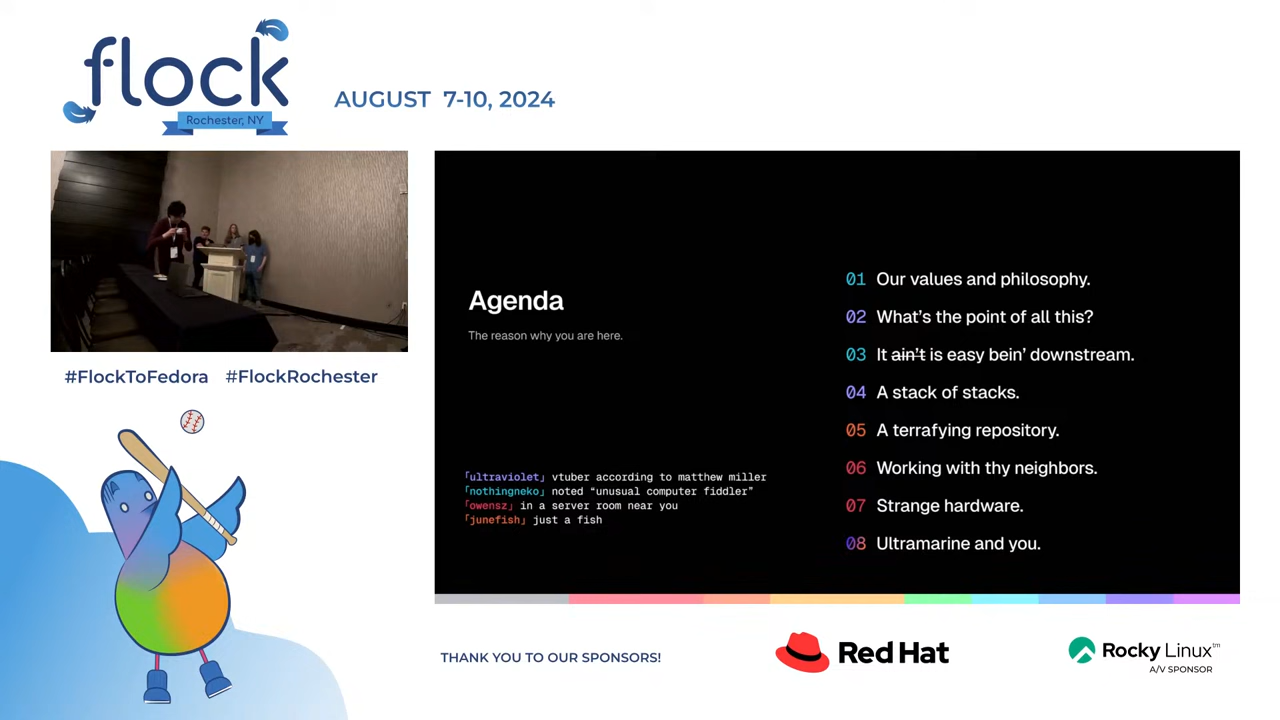 flock
Rochester, NY
AUGUST 7-10, 2024
#FlockToFedora #FlockRochester
Agenda
The reason why you are here.
「ultraviolet」 vtuber according to matthew miller
「nothingneko」 noted “unusual computer fiddler”
「owensz」 in a server room near you
「junefish」 just a fish
01 Our values and philosophy.
02 What’s the point of all this?
03 It ain’t is easy bein’ downstream.
04 A stack of stacks.
05 A terrafying repository.
06 Working with thy neighbors.
07 Strange hardware.
08 Ultramarine and you.
THANK YOU TO OUR SPONSORS!
Red Hat
Rocky Linux™
A/V SPONSOR